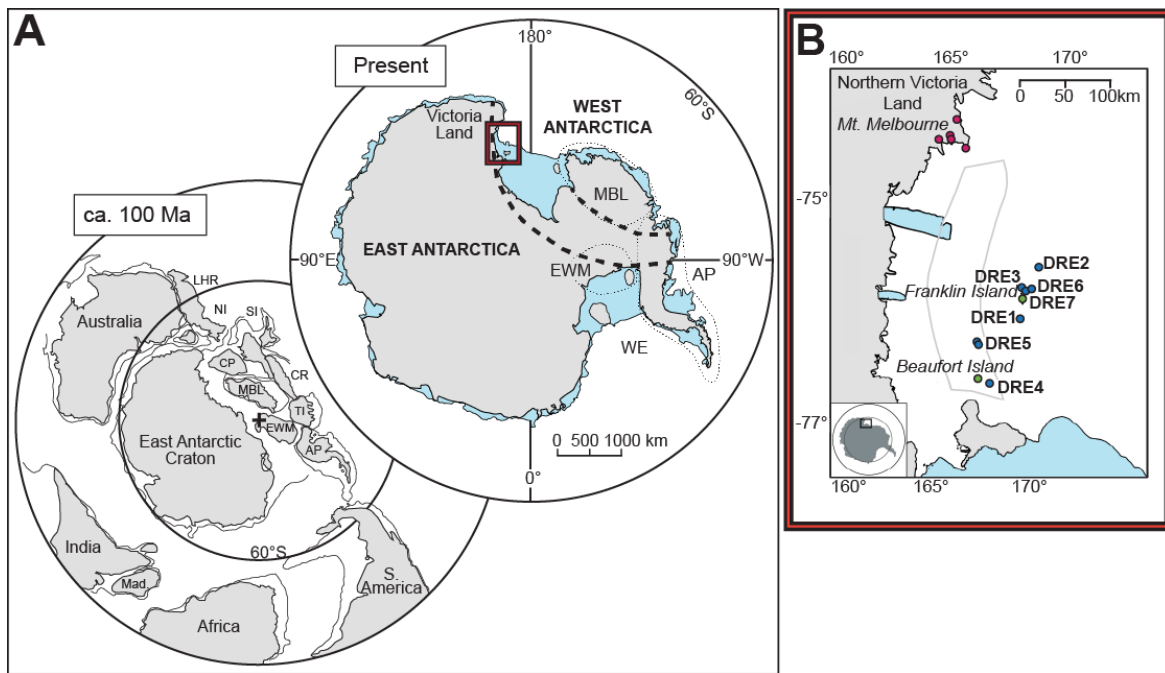 A
Present
180°
60°S
Victoria
Land
WEST
ANTARCTICA
MBL
EAST ANTARCTICA
90°E
90°W
EWM
AP
WE
0 500 1000 km
0°
ca. 100 Ma
LHR
NI
SI
Australia
CP
CR
MBL
TI
EWM
AP
East Antarctic
Craton
60°S
India
Mad
Africa
S.
America
B
160°
165°
170°
Northern Victoria
Land
Mt. Melbourne
0 50 100km
-75°
DRE2
DRE3
DRE6
Franklin Island
DRE7
DRE1
DRE5
Beaufort Island
DRE4
-77°
160°
165°
170°